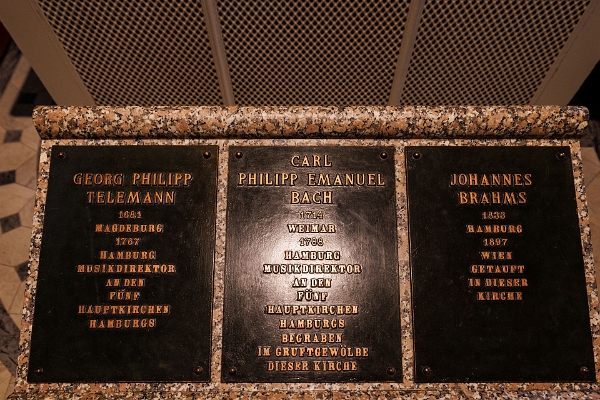 GEORG PHILIPP
TELEMANN
1681
MAGDEBURG
1767
HAMBURG
MUSIKDIREKTOR
AN DEN
FÜNF
HAUPTKIRCHEN
HAMBURGS
CARL
PHILIPP EMANUEL
BACH
1714
WEIMAR
1788
HAMBURG
MUSIKDIREKTOR
AN DEN
FÜNF
HAUPTKIRCHEN
HAMBURGS
BEGRABEN
IM GRUFTGEWÖLBE
DIESER KIRCHE
JOHANNES
BRAHMS
1833
HAMBURG
1897
WIEN
GETAUFT
IN DIESER
KIRCHE